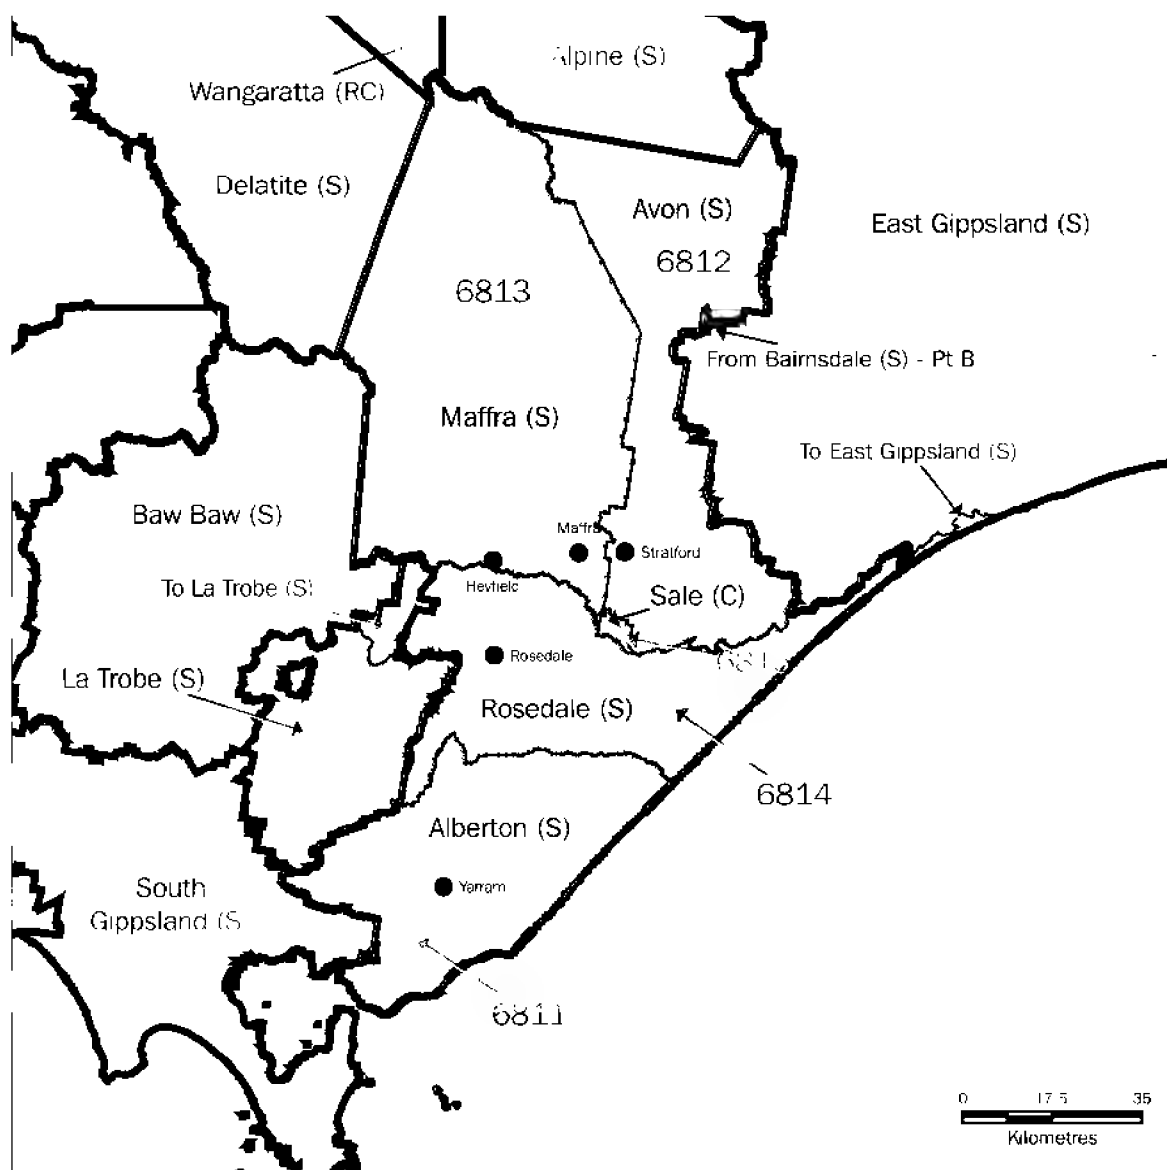 Alpine (S)
Wangaratta (RC)
Delatite (S)
Avon (S)
East Gippsland (S)
6812
6813
From Bairnsdale (S) - Pt B
Maffra (S)
To East Gippsland (S)
Baw Baw (S)
Maffra
Stratford
Heyfield
To La Trobe (S)
Sale (C)
Rosedale
La Trobe (S)
Rosedale (S)
6814
Alberton (S)
Yarram
South
Gippsland (S
6811
0 17 5 35
Kilometres